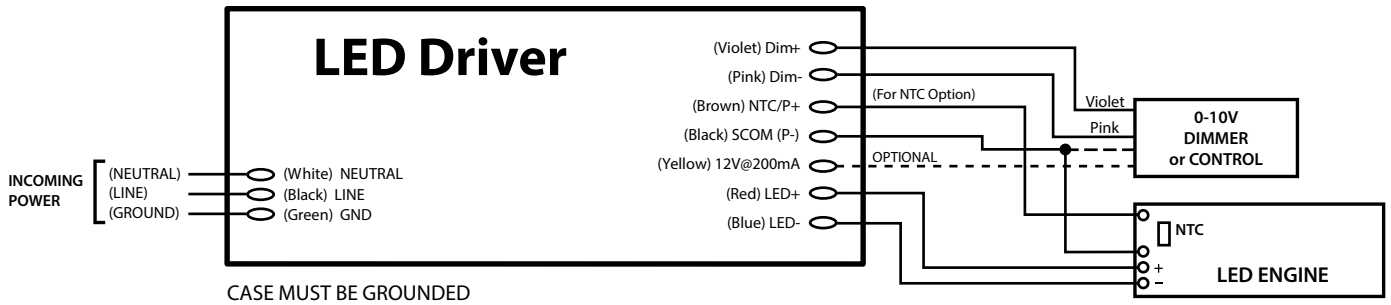 LED Driver
(Violet) Dim+
(Pink) Dim-
(Brown) NTC/P+
(For NTC Option)
(Black) SCOM (P-)
(Yellow) 12V@200mA
OPTIONAL
(Red) LED+
(Blue) LED-
Violet
Pink
0-10V
DIMMER
or CONTROL
INCOMING
POWER
(NEUTRAL)
(LINE)
(GROUND)
(White) NEUTRAL
(Black) LINE
(Green) GND
NTC
+
−
LED ENGINE
CASE MUST BE GROUNDED